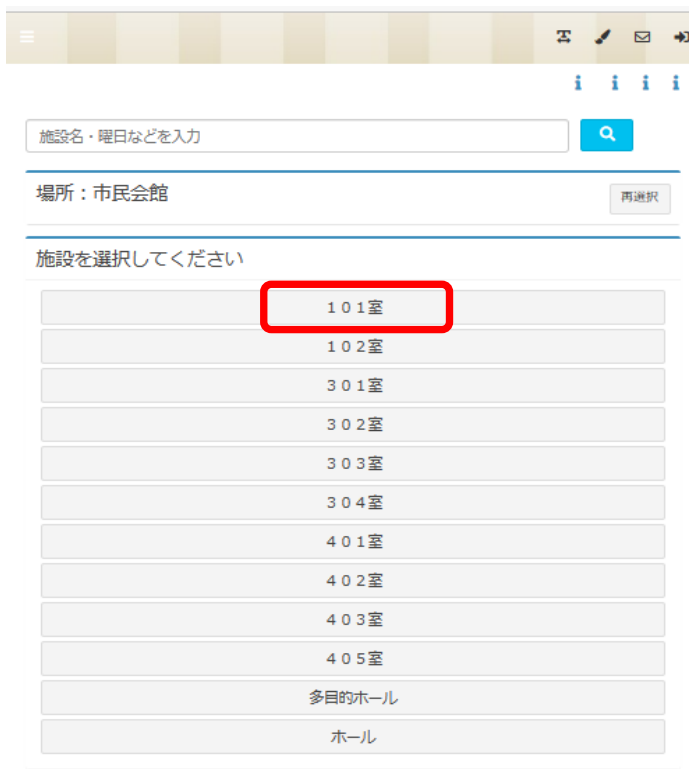 施設名・曜日などを入力
場所：市民会館
再選択
施設を選択してください
１０１室
１０２室
３０１室
３０２室
３０３室
３０４室
４０１室
４０２室
４０３室
４０５室
多目的ホール
ホール